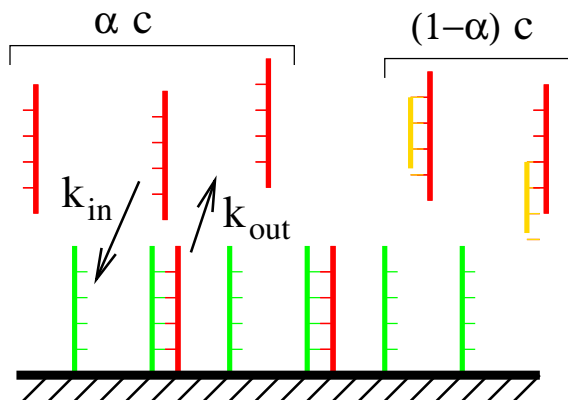 α c
(1−α) c
k_in
k_out